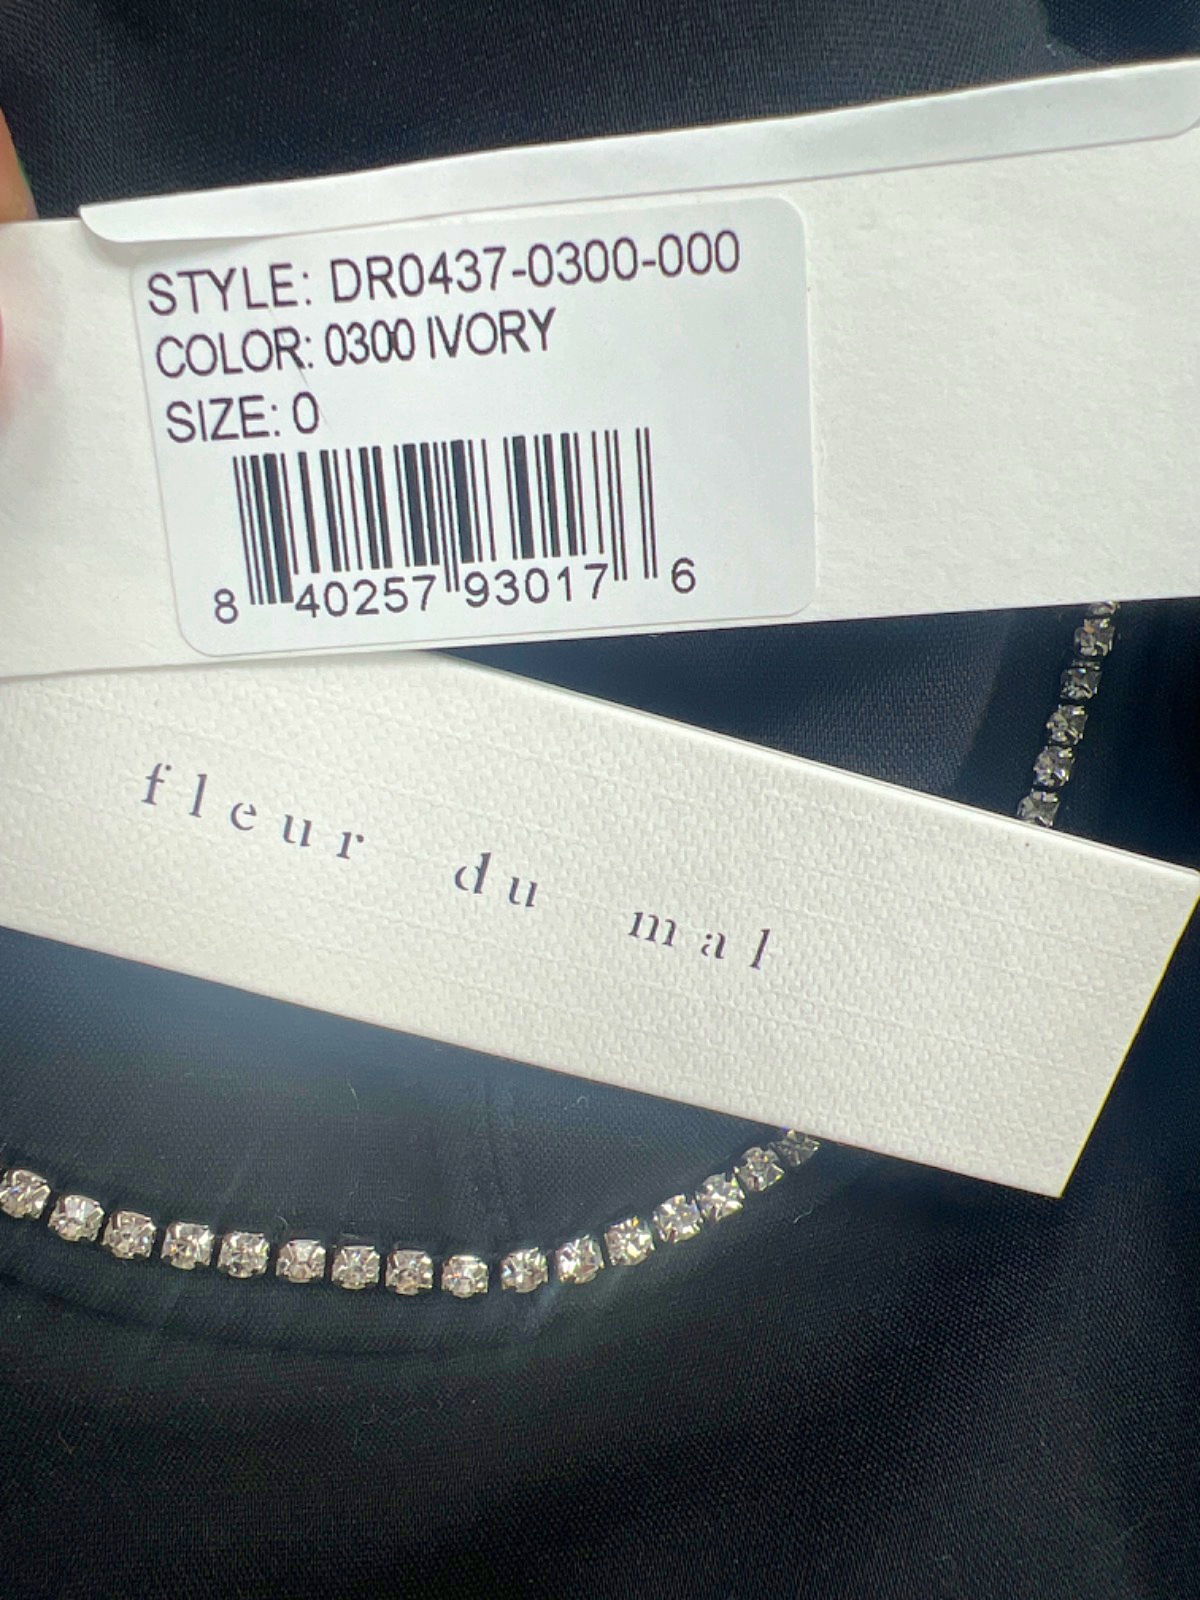 STYLE: DR0437-0300-000
COLOR: 0300 IVORY
SIZE: 0
8 40257 93017 6
fleur du mal